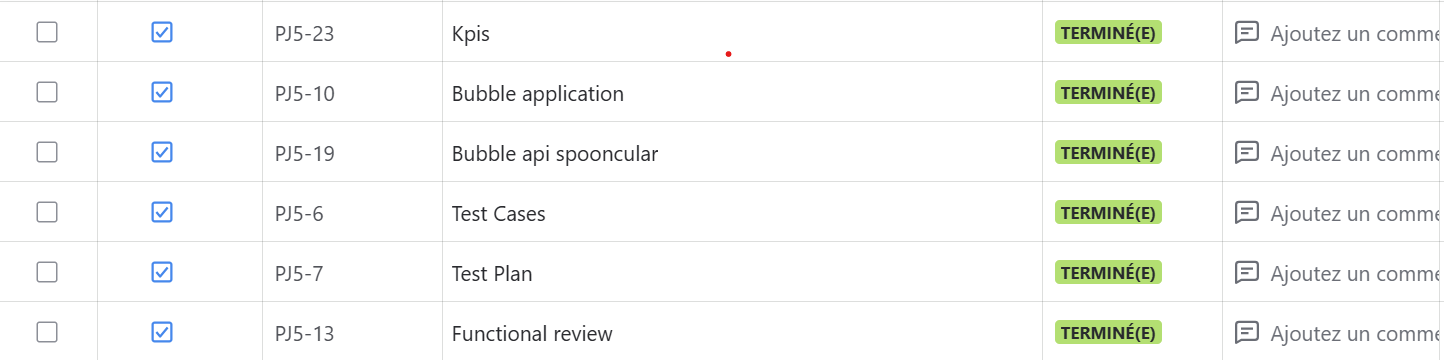 PJ5-23 Kpis TERMINÉ(E) Ajoutez un comme
PJ5-10 Bubble application TERMINÉ(E) Ajoutez un comme
PJ5-19 Bubble api spooncular TERMINÉ(E) Ajoutez un comme
PJ5-6 Test Cases TERMINÉ(E) Ajoutez un comme
PJ5-7 Test Plan TERMINÉ(E) Ajoutez un comme
PJ5-13 Functional review TERMINÉ(E) Ajoutez un comme